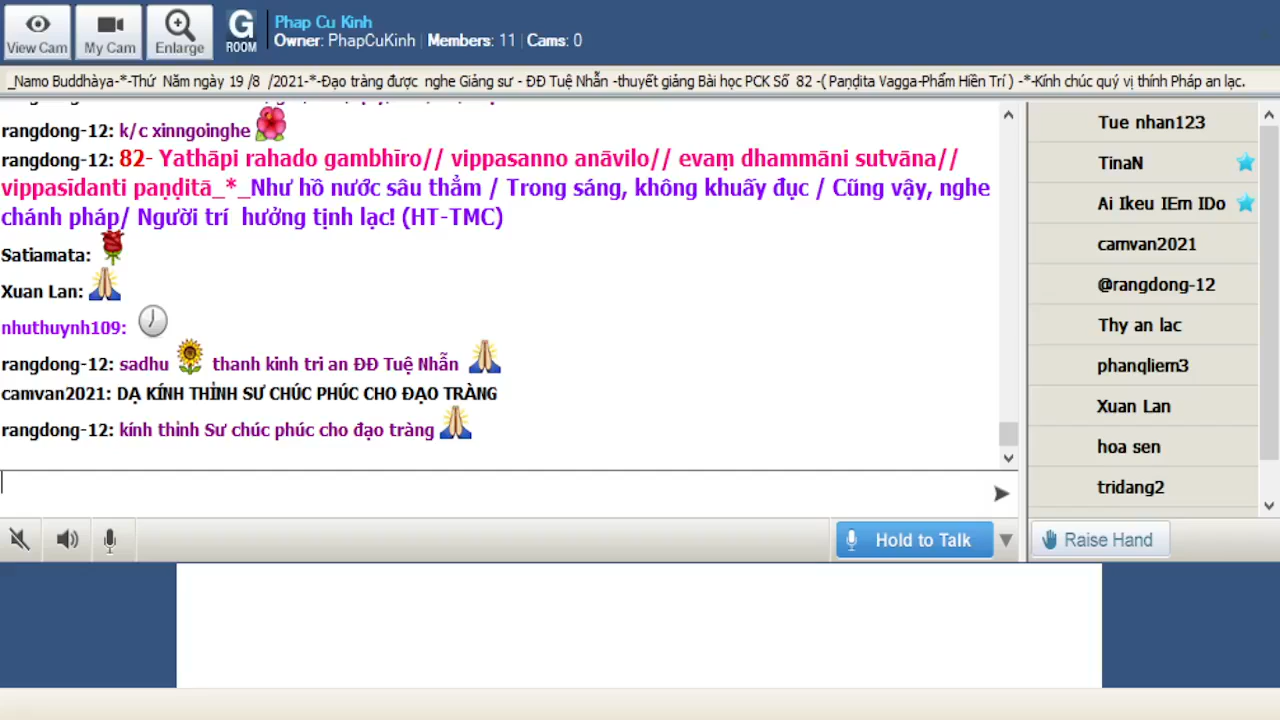 View Cam
My Cam
Enlarge
G
ROOM
Phap Cu Kinh
Owner: PhapCuKinh | Members: 11 | Cams: 0
_Namo Buddhàya-*-Thứ Năm ngày 19 /8 /2021-*-Đạo tràng được nghe Giảng sư - ĐĐ Tuệ Nhẫn -thuyết giảng Bài học PCK Số 82 -( Paṇḍita Vagga-Phẩm Hiền Trí ) -*-Kính chúc quý vị thính Pháp an lạc.
rangdong-12: k/c xinngoinghe
rangdong-12: 82- Yathāpi rahado gambhīro// vippasanno anāvilo// evaṃ dhammāni sutvāna//
vippasīdanti paṇḍitā_*_Như hồ nước sâu thẳm / Trong sáng, không khuấy đục / Cũng vậy, nghe
chánh pháp/ Người trí hưởng tịnh lạc! (HT-TMC)
Satiamata:
Xuan Lan:
nhuthuynh109:
rangdong-12: sadhu thanh kinh tri an ĐĐ Tuệ Nhẫn
camvan2021: DẠ KÍNH THỈNH SƯ CHÚC PHÚC CHO ĐẠO TRÀNG
rangdong-12: kính thỉnh Sư chúc phúc cho đạo tràng
Tue nhan123
TinaN
Ai lkeu IEm IDo
camvan2021
@rangdong-12
Thy an lac
phanqliem3
Xuan Lan
hoa sen
tridang2
Hold to Talk
Raise Hand